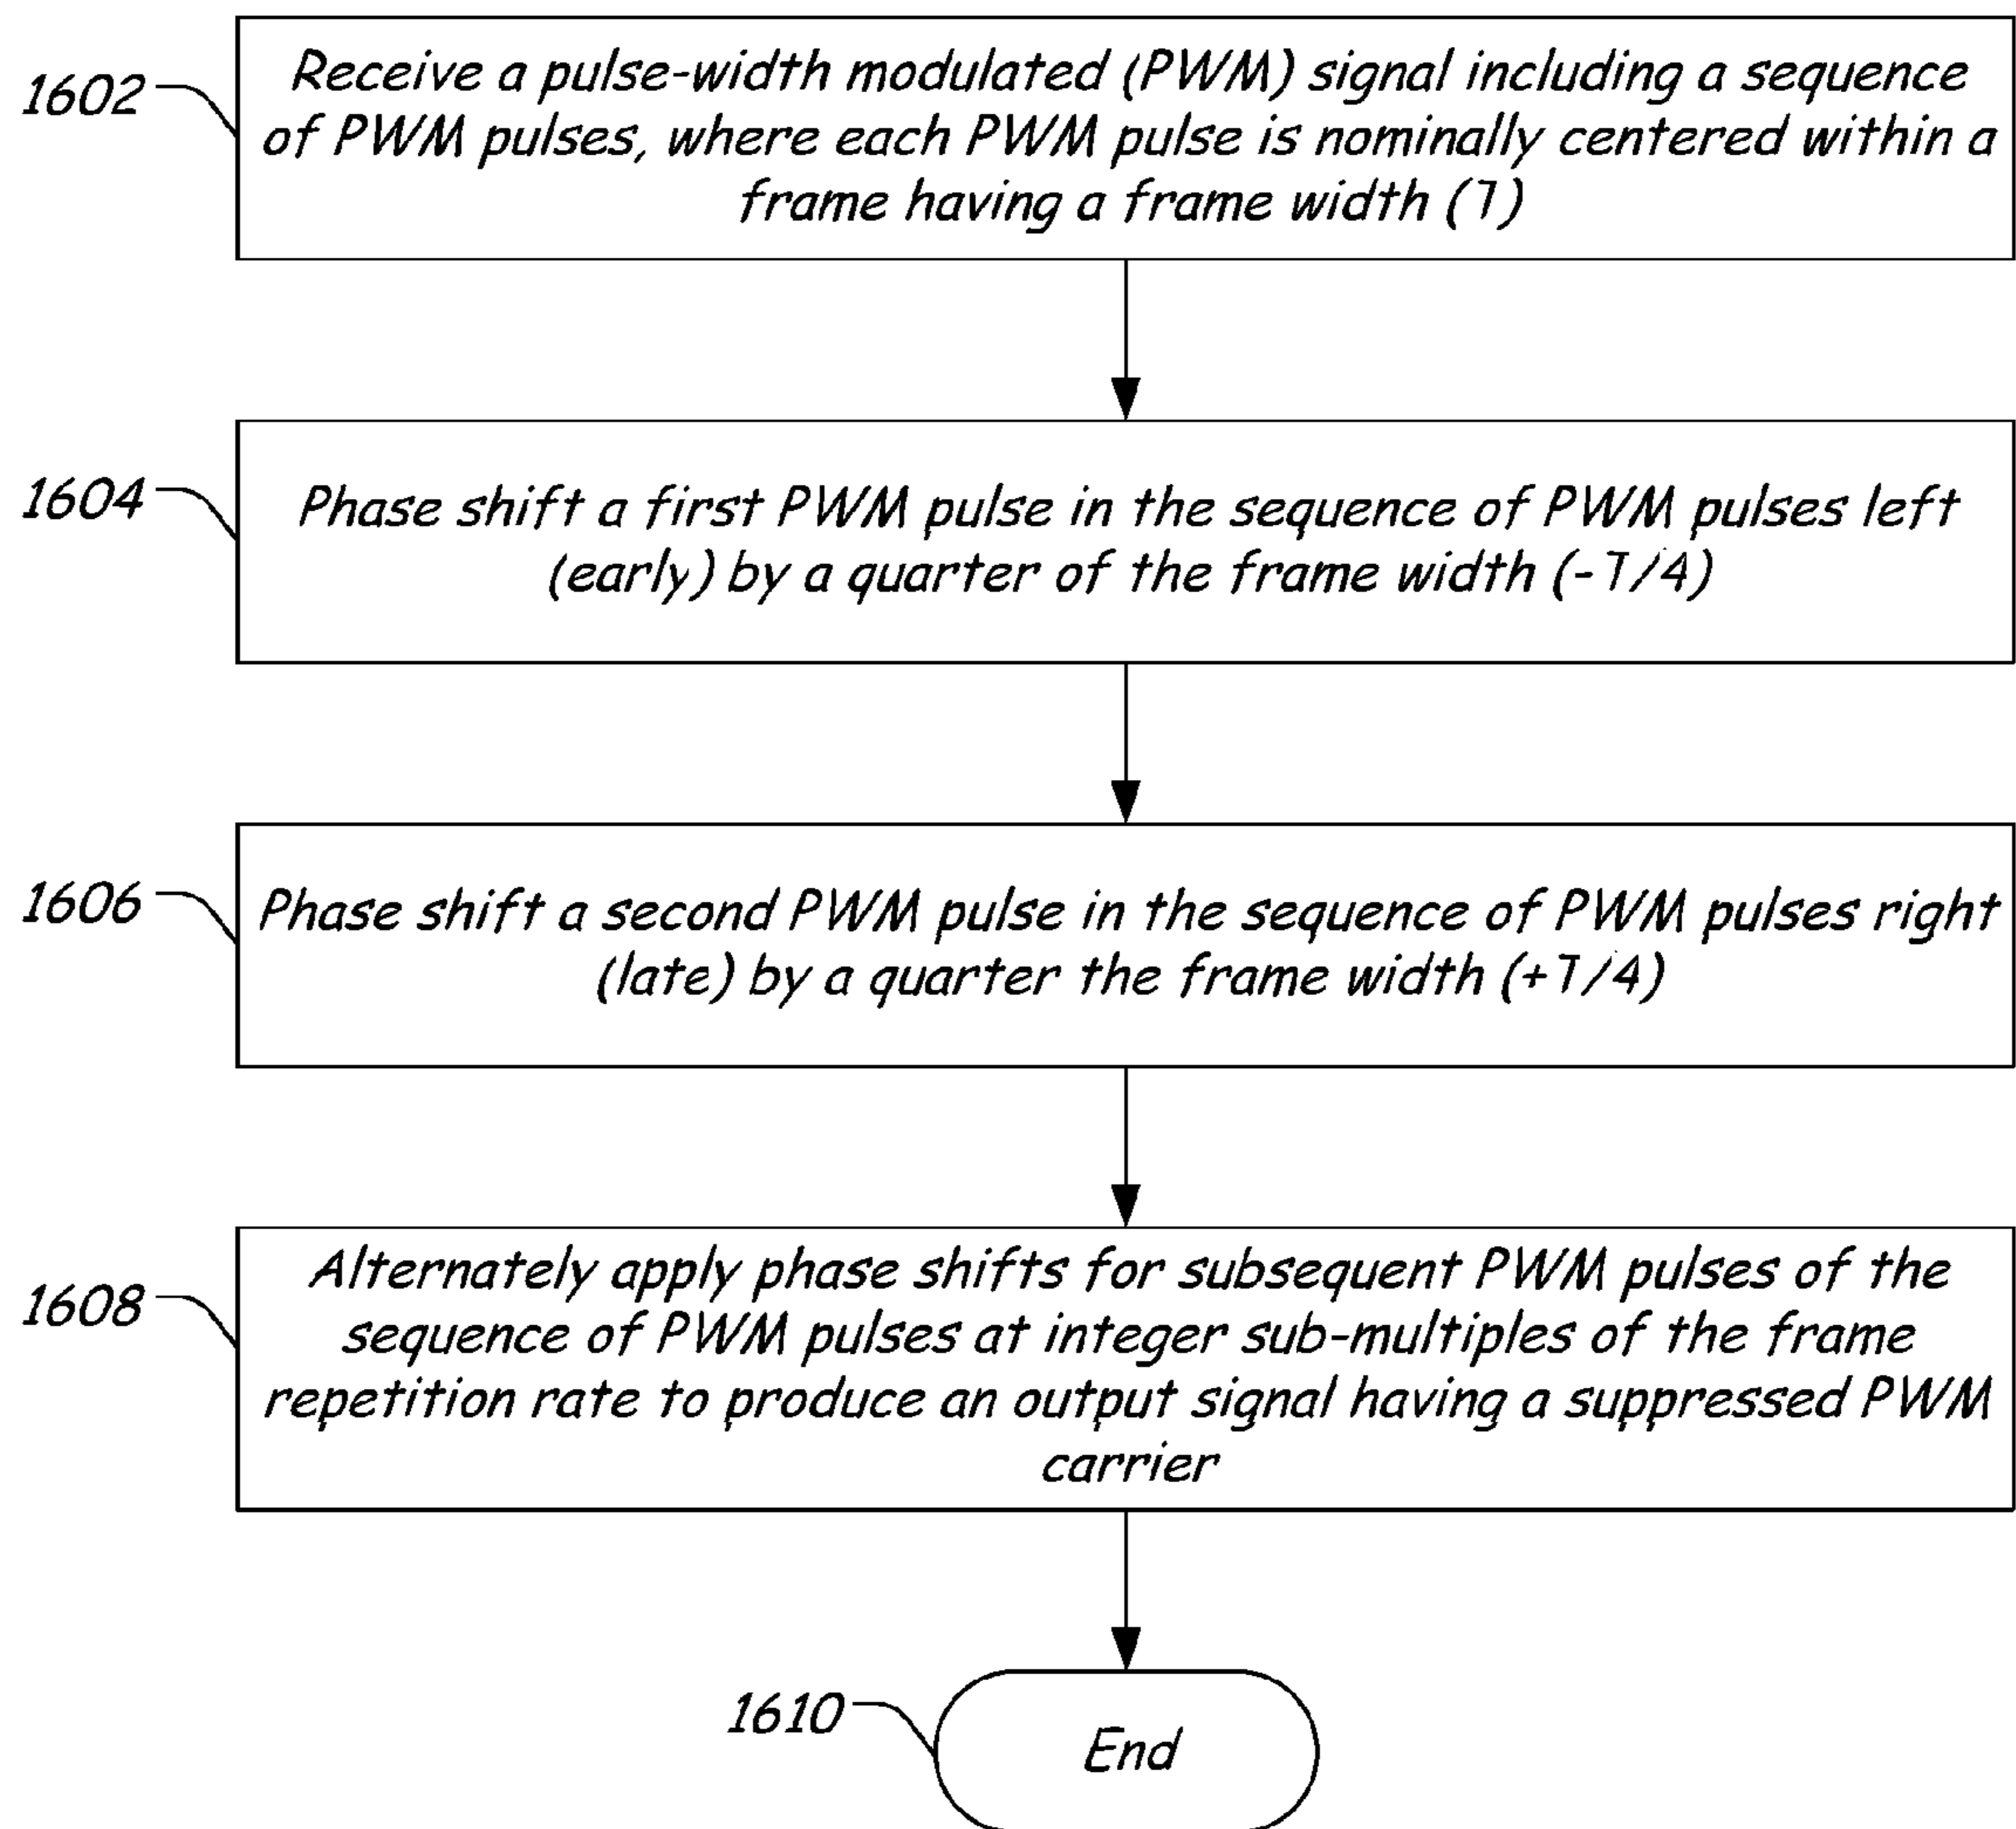 1602
Receive a pulse-width modulated (PWM) signal including a sequence
of PWM pulses, where each PWM pulse is nominally centered within a
frame having a frame width (T)
1604
Phase shift a first PWM pulse in the sequence of PWM pulses left
(early) by a quarter of the frame width (-T/4)
1606
Phase shift a second PWM pulse in the sequence of PWM pulses right
(late) by a quarter the frame width (+T/4)
1608
Alternately apply phase shifts for subsequent PWM pulses of the
sequence of PWM pulses at integer sub-multiples of the frame
repetition rate to produce an output signal having a suppressed PWM
carrier
1610
End